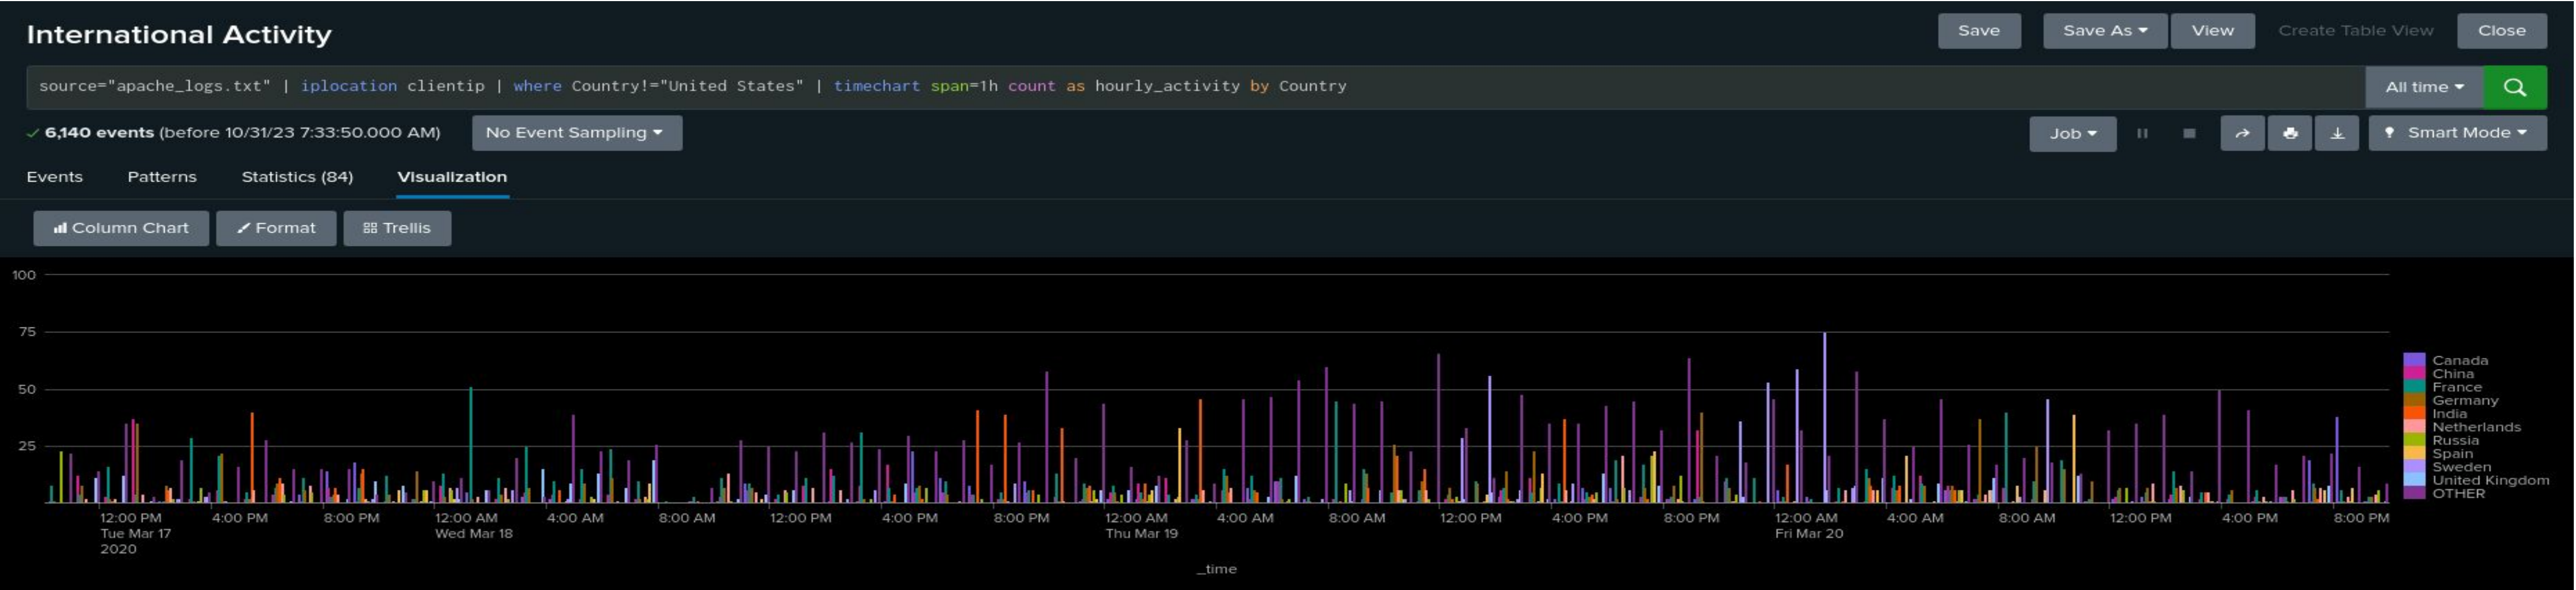 International Activity
Save Save As View Create Table View Close
source="apache_logs.txt" | iplocation clientip | where Country!="United States" | timechart span=1h count as hourly_activity by Country
All time
6,140 events (before 10/31/23 7:33:50.000 AM) No Event Sampling
Job Smart Mode
Events Patterns Statistics (84) Visualization
Column Chart Format Trellis
100
75
50
25
Canada
China
France
Germany
India
Netherlands
Russia
Spain
Sweden
United Kingdom
OTHER
12:00 PM 4:00 PM 8:00 PM 12:00 AM 4:00 AM 8:00 AM 12:00 PM 4:00 PM 8:00 PM 12:00 AM 4:00 AM 8:00 AM 12:00 PM 4:00 PM 8:00 PM 12:00 AM 4:00 AM 8:00 AM 12:00 PM 4:00 PM 8:00 PM
Tue Mar 17 Wed Mar 18 Thu Mar 19 Fri Mar 20
2020
_time